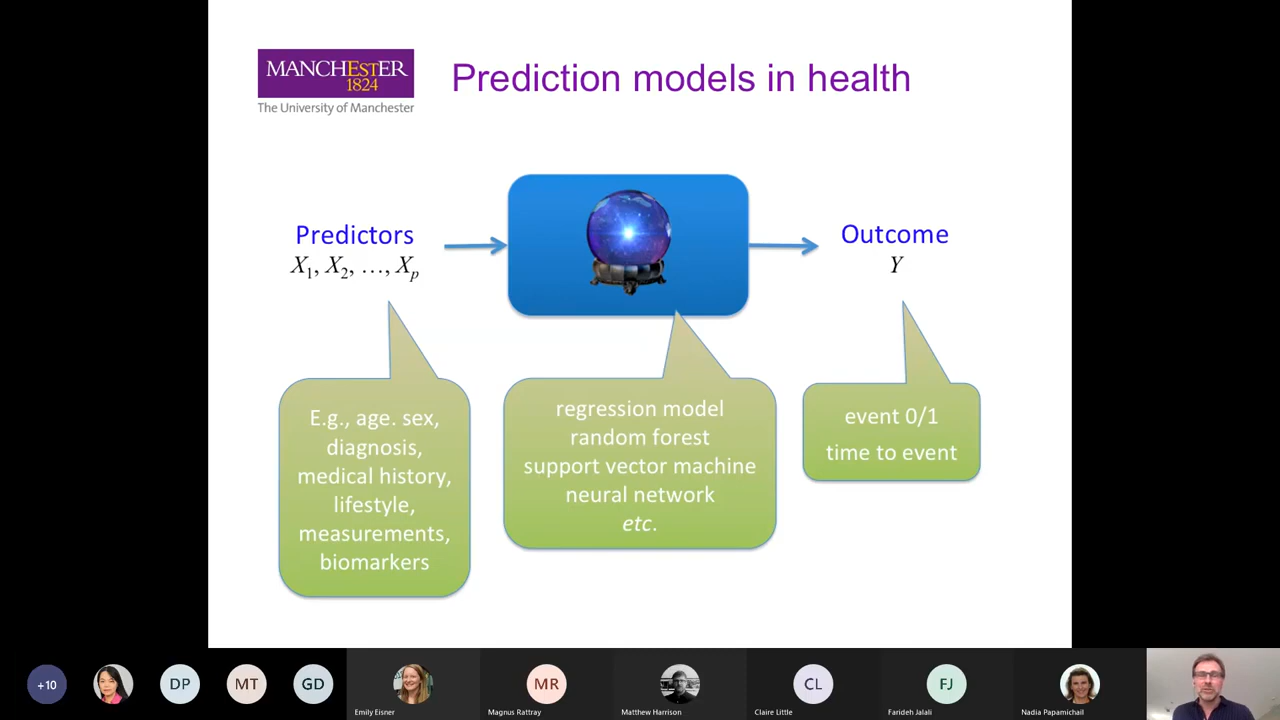 MANCHESTER
1824
The University of Manchester
Prediction models in health
Predictors
X1, X2, …, Xp
Outcome
Y
E.g., age. sex,
diagnosis,
medical history,
lifestyle,
measurements,
biomarkers
regression model
random forest
support vector machine
neural network
etc.
event 0/1
time to event
+10
DP
MT
GD
Emily Eisner
MR
Magnus Rattray
Matthew Harrison
CL
Claire Little
FJ
Farideh Jalali
Nadia Papamichail